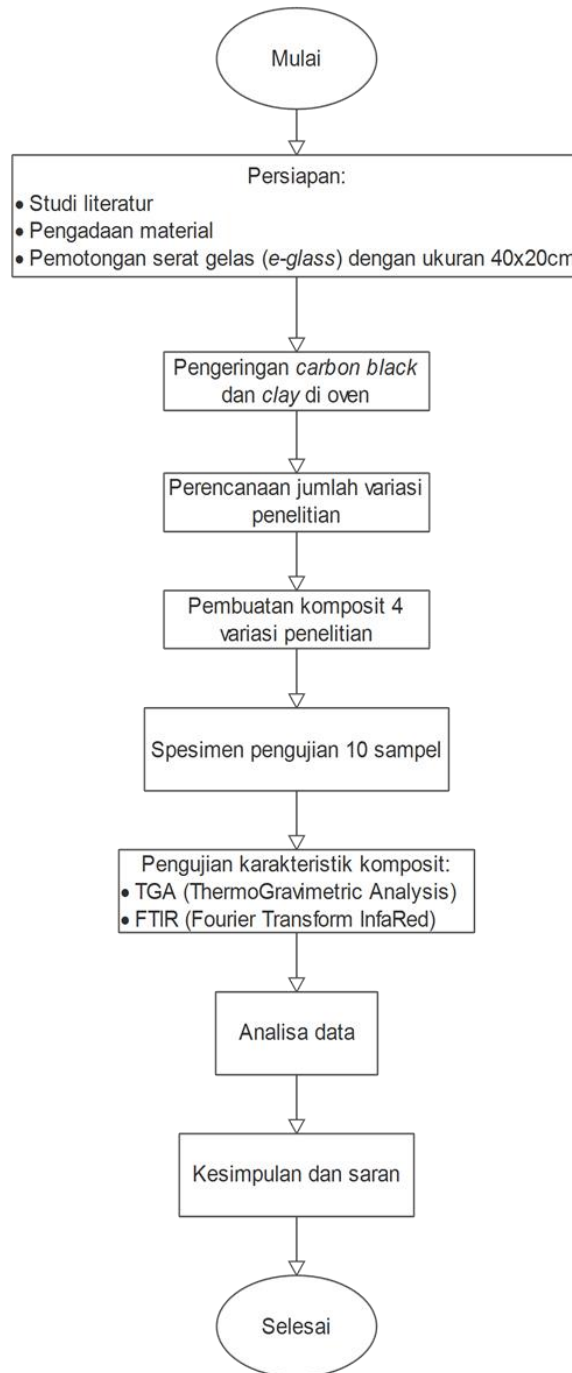 Mulai
Persiapan:
• Studi literatur
• Pengadaan material
• Pemotongan serat gelas (e-glass) dengan ukuran 40x20cm
Pengeringan carbon black
dan clay di oven
Perencanaan jumlah variasi
penelitian
Pembuatan komposit 4
variasi penelitian
Spesimen pengujian 10 sampel
Pengujian karakteristik komposit:
• TGA (ThermoGravimetric Analysis)
• FTIR (Fourier Transform InfaRed)
Analisa data
Kesimpulan dan saran
Selesai